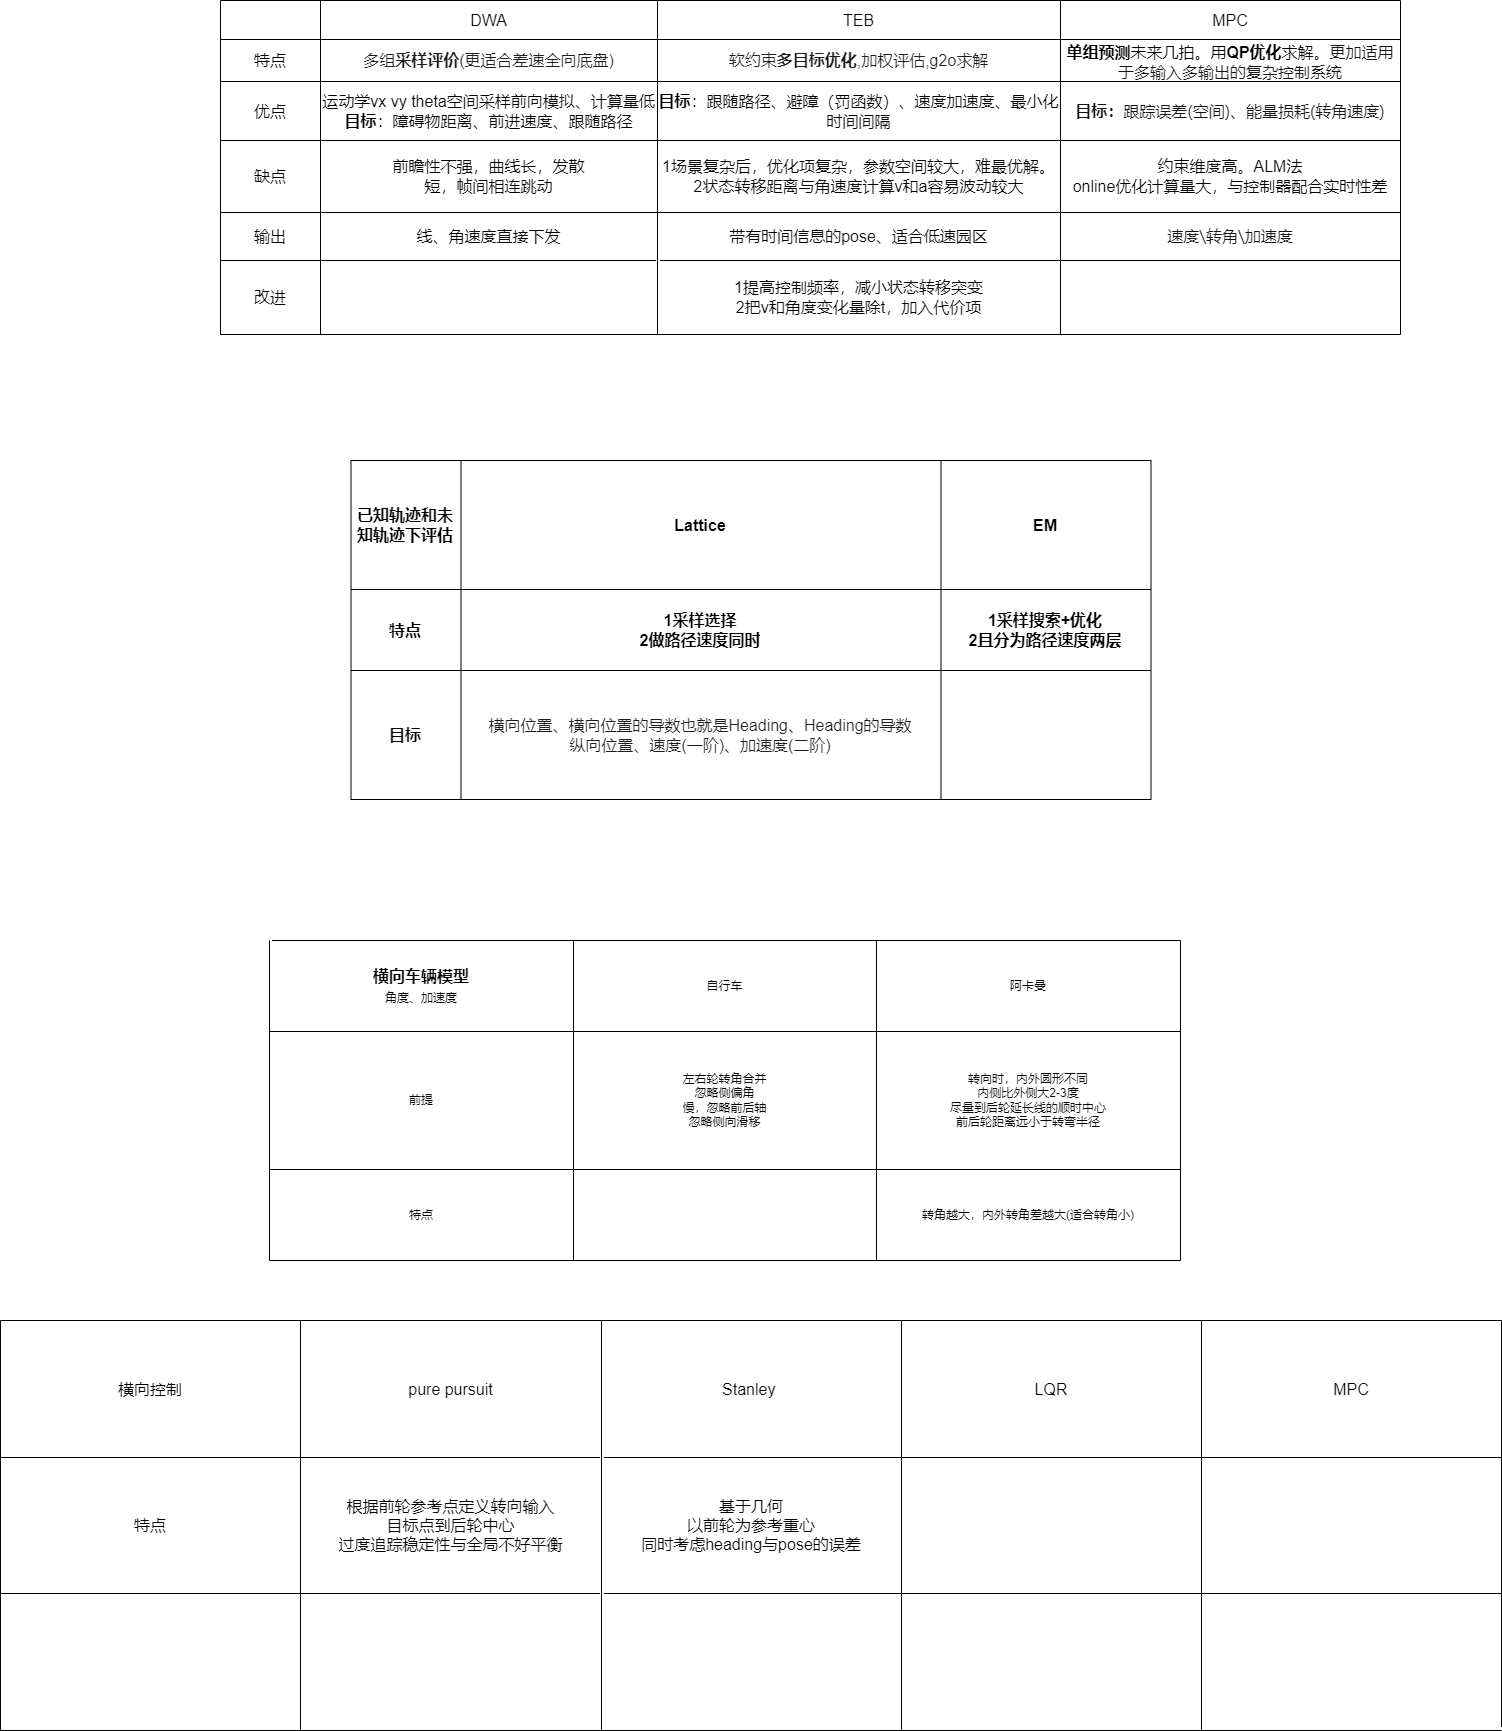 DWA
TEB
MPC
特点
多组采样评价(更适合差速全向底盘)
软约束多目标优化,加权评估,g2o求解
单组预测未来几拍。用QP优化求解。更加适用
于多输入多输出的复杂控制系统
优点
运动学vx vy theta空间采样前向模拟、计算量低
目标：障碍物距离、前进速度、跟随路径
目标：跟随路径、避障（罚函数）、速度加速度、最小化
时间间隔
目标：跟踪误差(空间)、能量损耗(转角速度)
缺点
前瞻性不强，曲线长，发散
短，帧间相连跳动
1场景复杂后，优化项复杂，参数空间较大，难最优解。
2状态转移距离与角速度计算v和a容易波动较大
约束维度高。ALM法
online优化计算量大，与控制器配合实时性差
输出
线、角速度直接下发
带有时间信息的pose、适合低速园区
速度\转角\加速度
改进
1提高控制频率，减小状态转移突变
2把v和角度变化量除t，加入代价项
已知轨迹和未
知轨迹下评估
Lattice
EM
特点
1采样选择
2做路径速度同时
1采样搜索+优化
2且分为路径速度两层
目标
横向位置、横向位置的导数也就是Heading、Heading的导数
纵向位置、速度(一阶)、加速度(二阶)
横向车辆模型
角度、加速度
自行车
阿卡曼
前提
左右轮转角合并
忽略侧偏角
慢，忽略前后轴
忽略侧向滑移
转向时，内外圆形不同
内侧比外侧大2-3度
尽量到后轮延长线的顺时中心
前后轮距离远小于转弯半径
特点
转角越大，内外转角差越大(适合转角小)
横向控制
pure pursuit
Stanley
LQR
MPC
特点
根据前轮参考点定义转向输入
目标点到后轮中心
过度追踪稳定性与全局不好平衡
基于几何
以前轮为参考重心
同时考虑heading与pose的误差